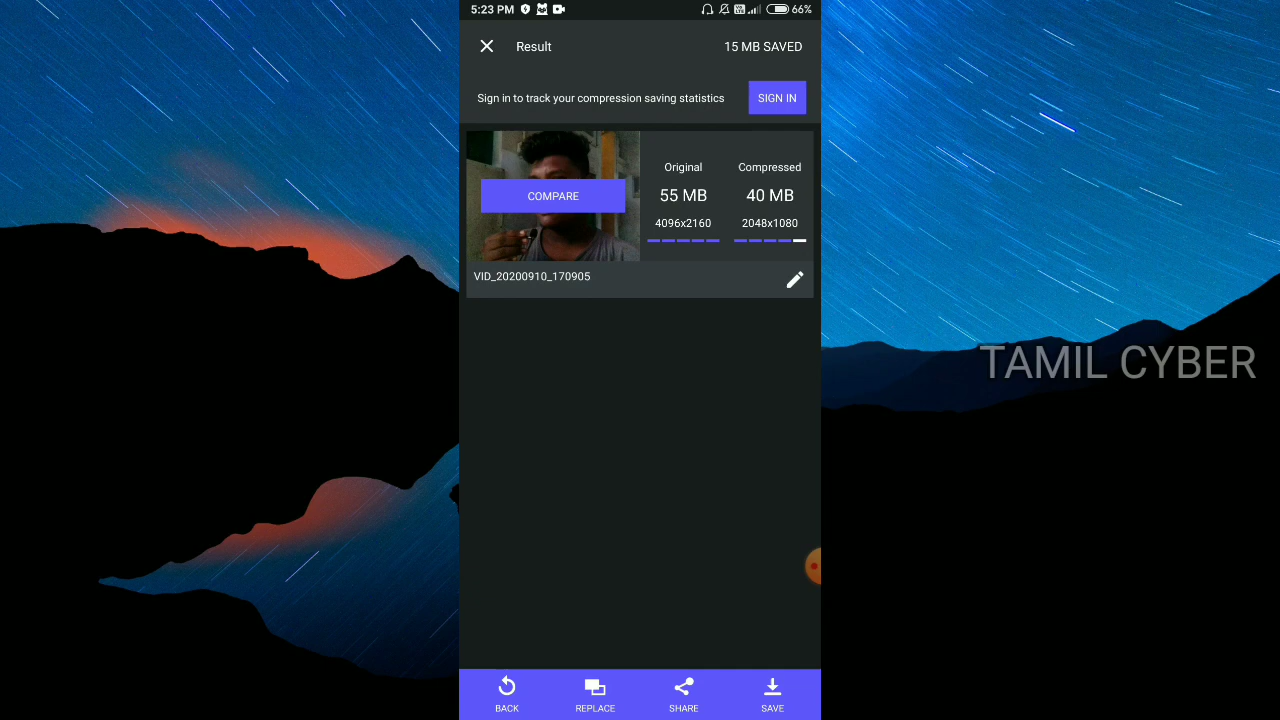 5:23 PM 66%
Result 15 MB SAVED
Sign in to track your compression saving statistics SIGN IN
COMPARE
Original Compressed
55 MB 40 MB
4096x2160 2048x1080
VID_20200910_170905
TAMIL CYBER
BACK REPLACE SHARE SAVE